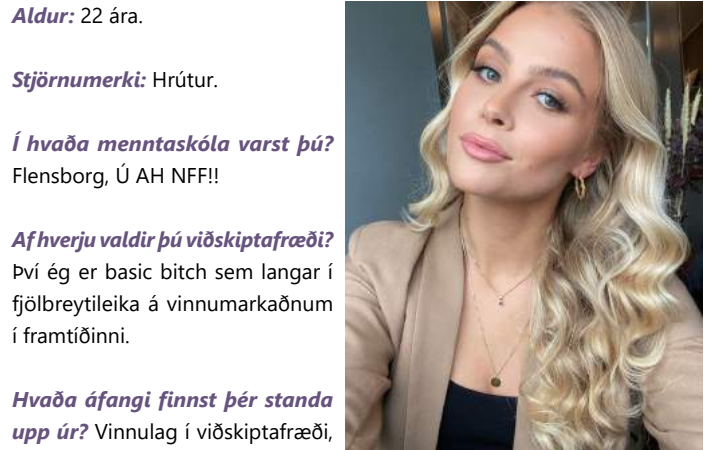 Aldur: 22 ára.
Stjörnumerki: Hrútur.
Í hvaða menntaskóla varst þú?
Flensborg, Ú AH NFF!!
Af hverju valdir þú viðskiptafræði?
Því ég er basic bitch sem langar í
fjölbreytileika á vinnumarkaðnum
í framtíðinni.
Hvaða áfangi finnst þér standa
upp úr? Vinnulag í viðskiptafræði,